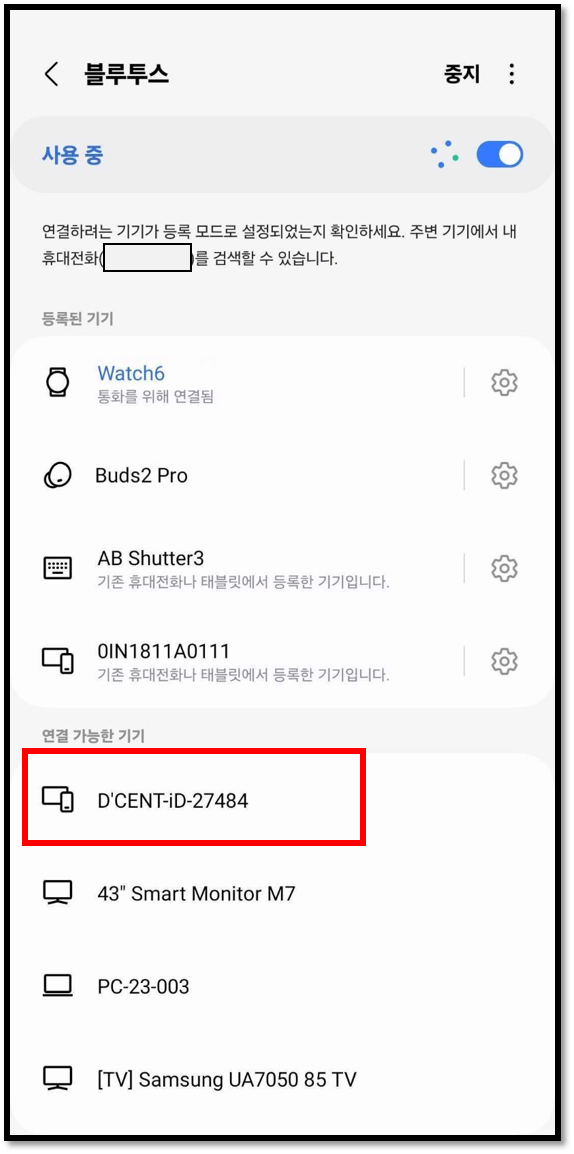 블루투스
중지
사용 중
연결하려는 기기가 등록 모드로 설정되었는지 확인하세요. 주변 기기에서 내
휴대전화( )를 검색할 수 있습니다.
등록된 기기
Watch6
통화를 위해 연결됨
Buds2 Pro
AB Shutter3
기존 휴대전화나 태블릿에서 등록한 기기입니다.
0IN1811A0111
기존 휴대전화나 태블릿에서 등록한 기기입니다.
연결 가능한 기기
D'CENT-iD-27484
43" Smart Monitor M7
PC-23-003
[TV] Samsung UA7050 85 TV